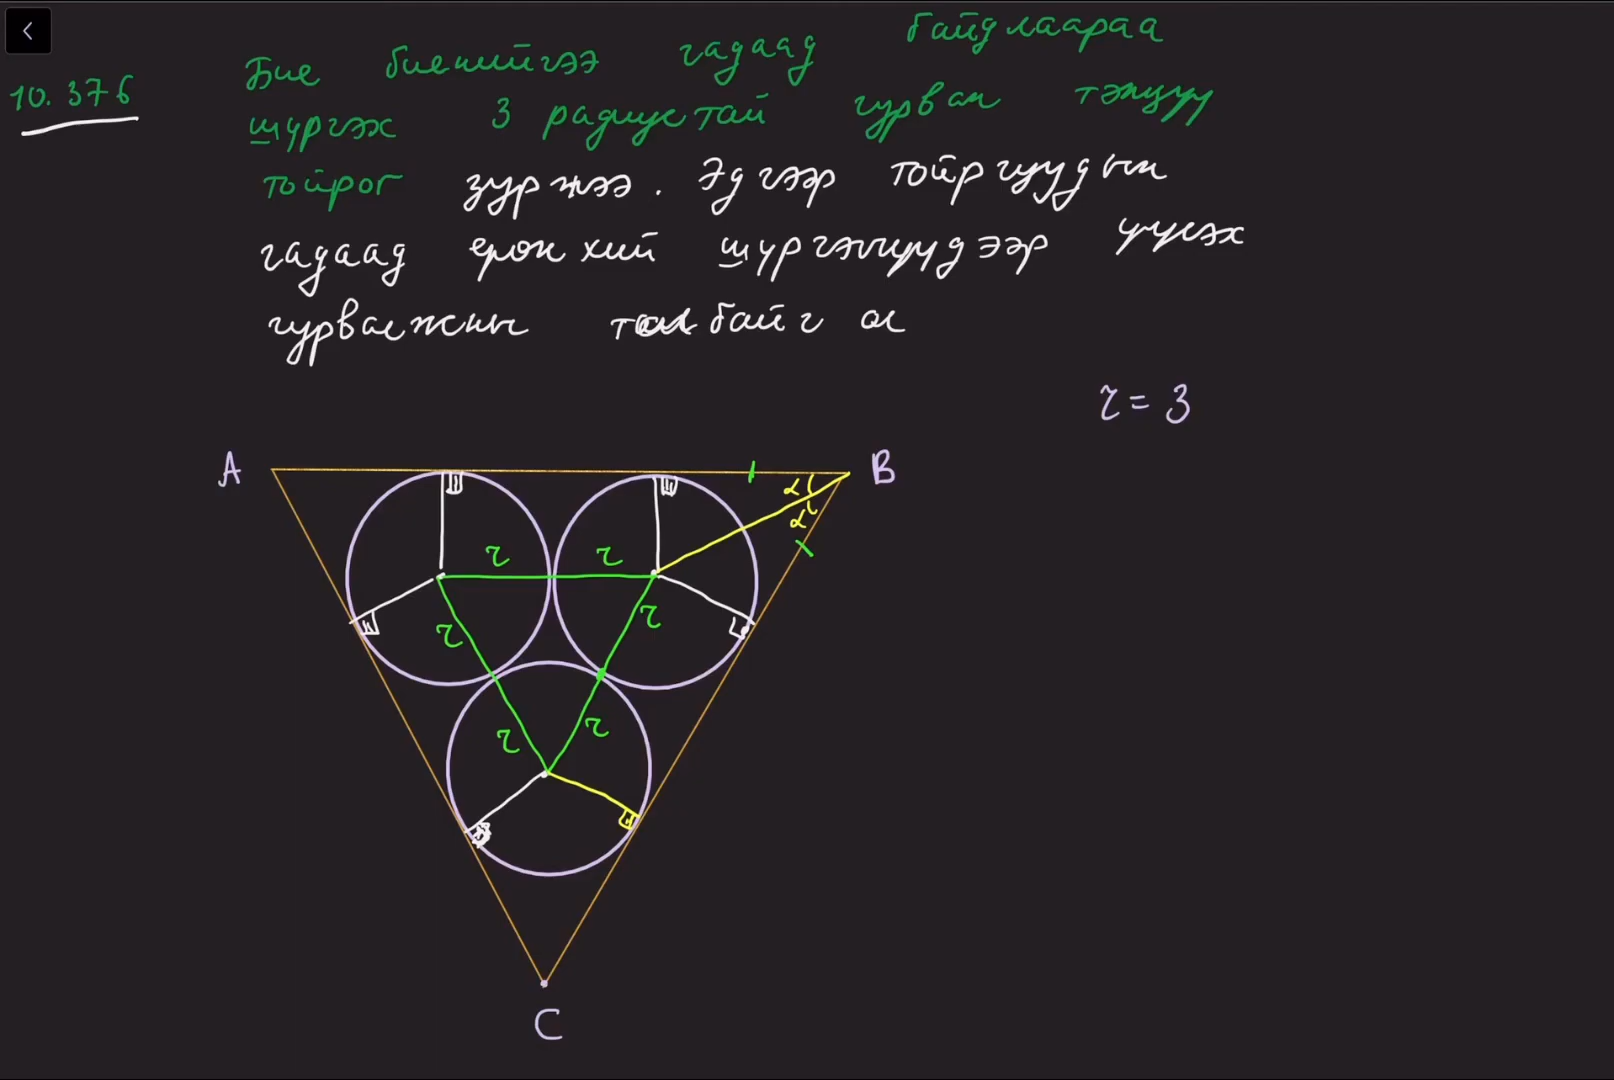 10.376
Бие биенийгээ гадаад байдлаараа
шүргэх 3 радиустай гурван тэнцүү
тойрог зуржээ. Эдгээр тойргуудын
гадаад ерөнхий шүргэгчүүдээр үүсэх
гурвалжны талбайг ол
r = 3
A B
α
r r
α
r r
r r
C